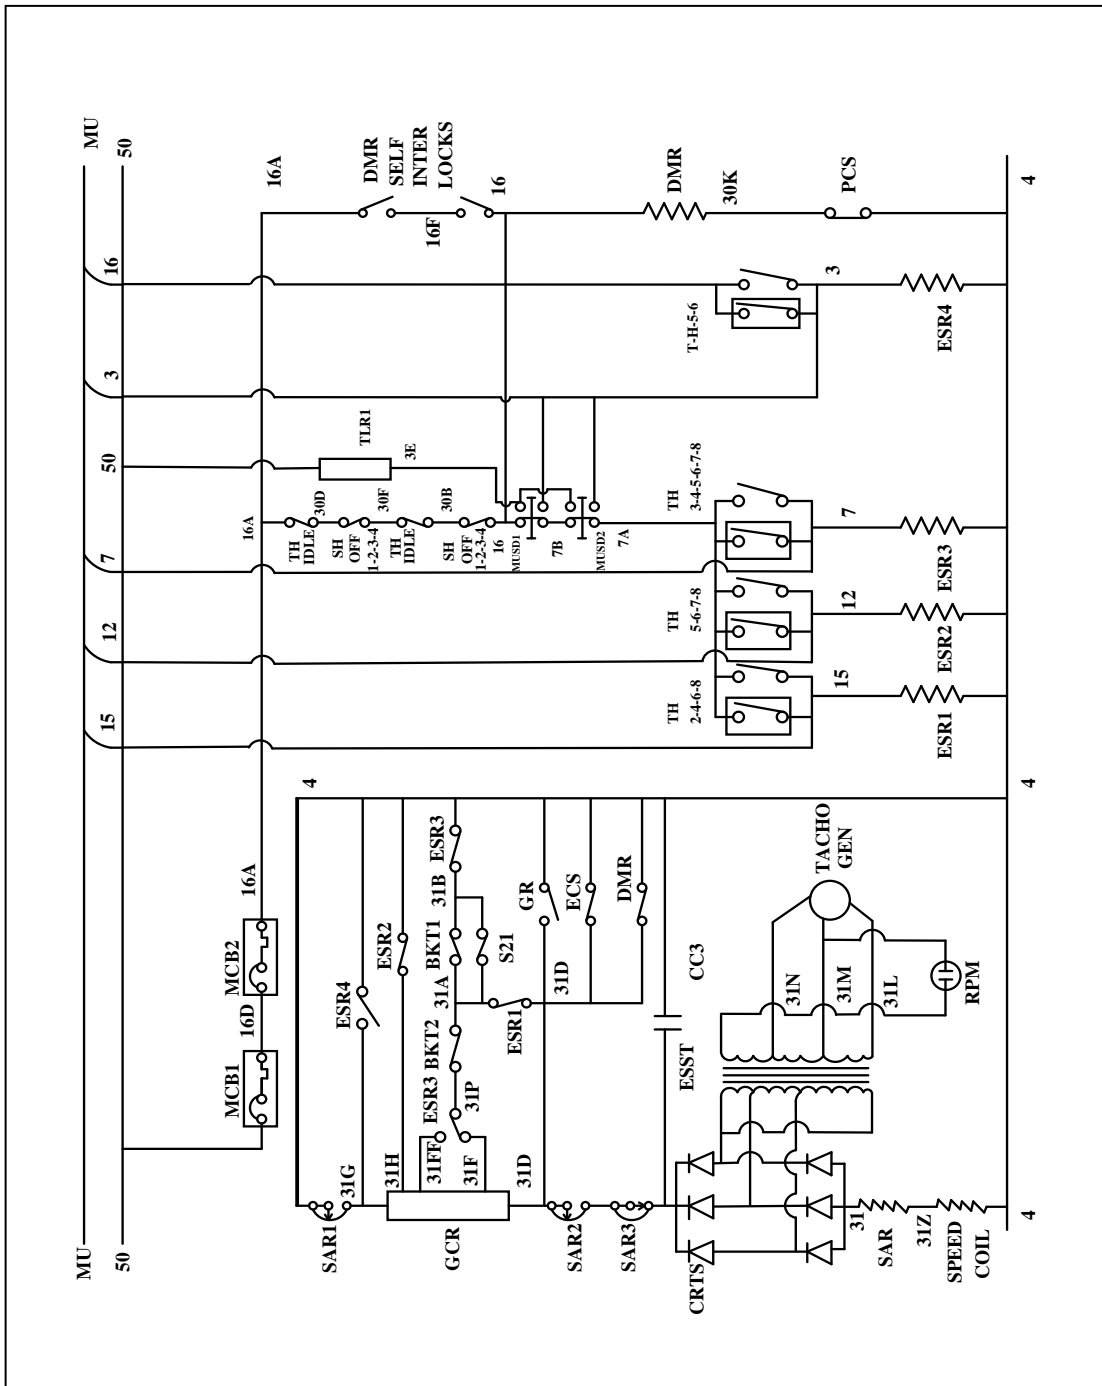 MU
50
16A
DMR
SELF
INTER
LOCKS
16F
16
DMR
30K
PCS
4
16
T-H-5-6
3
ESR4
3
50
TLR1
3E
16A
TH
IDLE
30D
SH
OFF
1-2-3-4
30F
TH
IDLE
30B
SH
OFF
1-2-3-4
16
MUSD1
7B
MUSD2
7A
TH
3-4-5-6-7-8
7
ESR3
7
TH
5-6-7-8
12
ESR2
12
TH
2-4-6-8
15
ESR1
15
4
4
16A
MCB2
16D
MCB1
ESR4
ESR2
ESR3
31B
BKT1
S21
31A
BKT2
ESR1
31D
ESR3
31P
31FF
31F
GR
ECS
DMR
CC3
ESST
TACHO
GEN
31N
31M
31L
RPM
MU
50
SAR1
31G
31H
GCR
31D
SAR2
SAR3
CRTS
31
SAR
31Z
SPEED
COIL
4